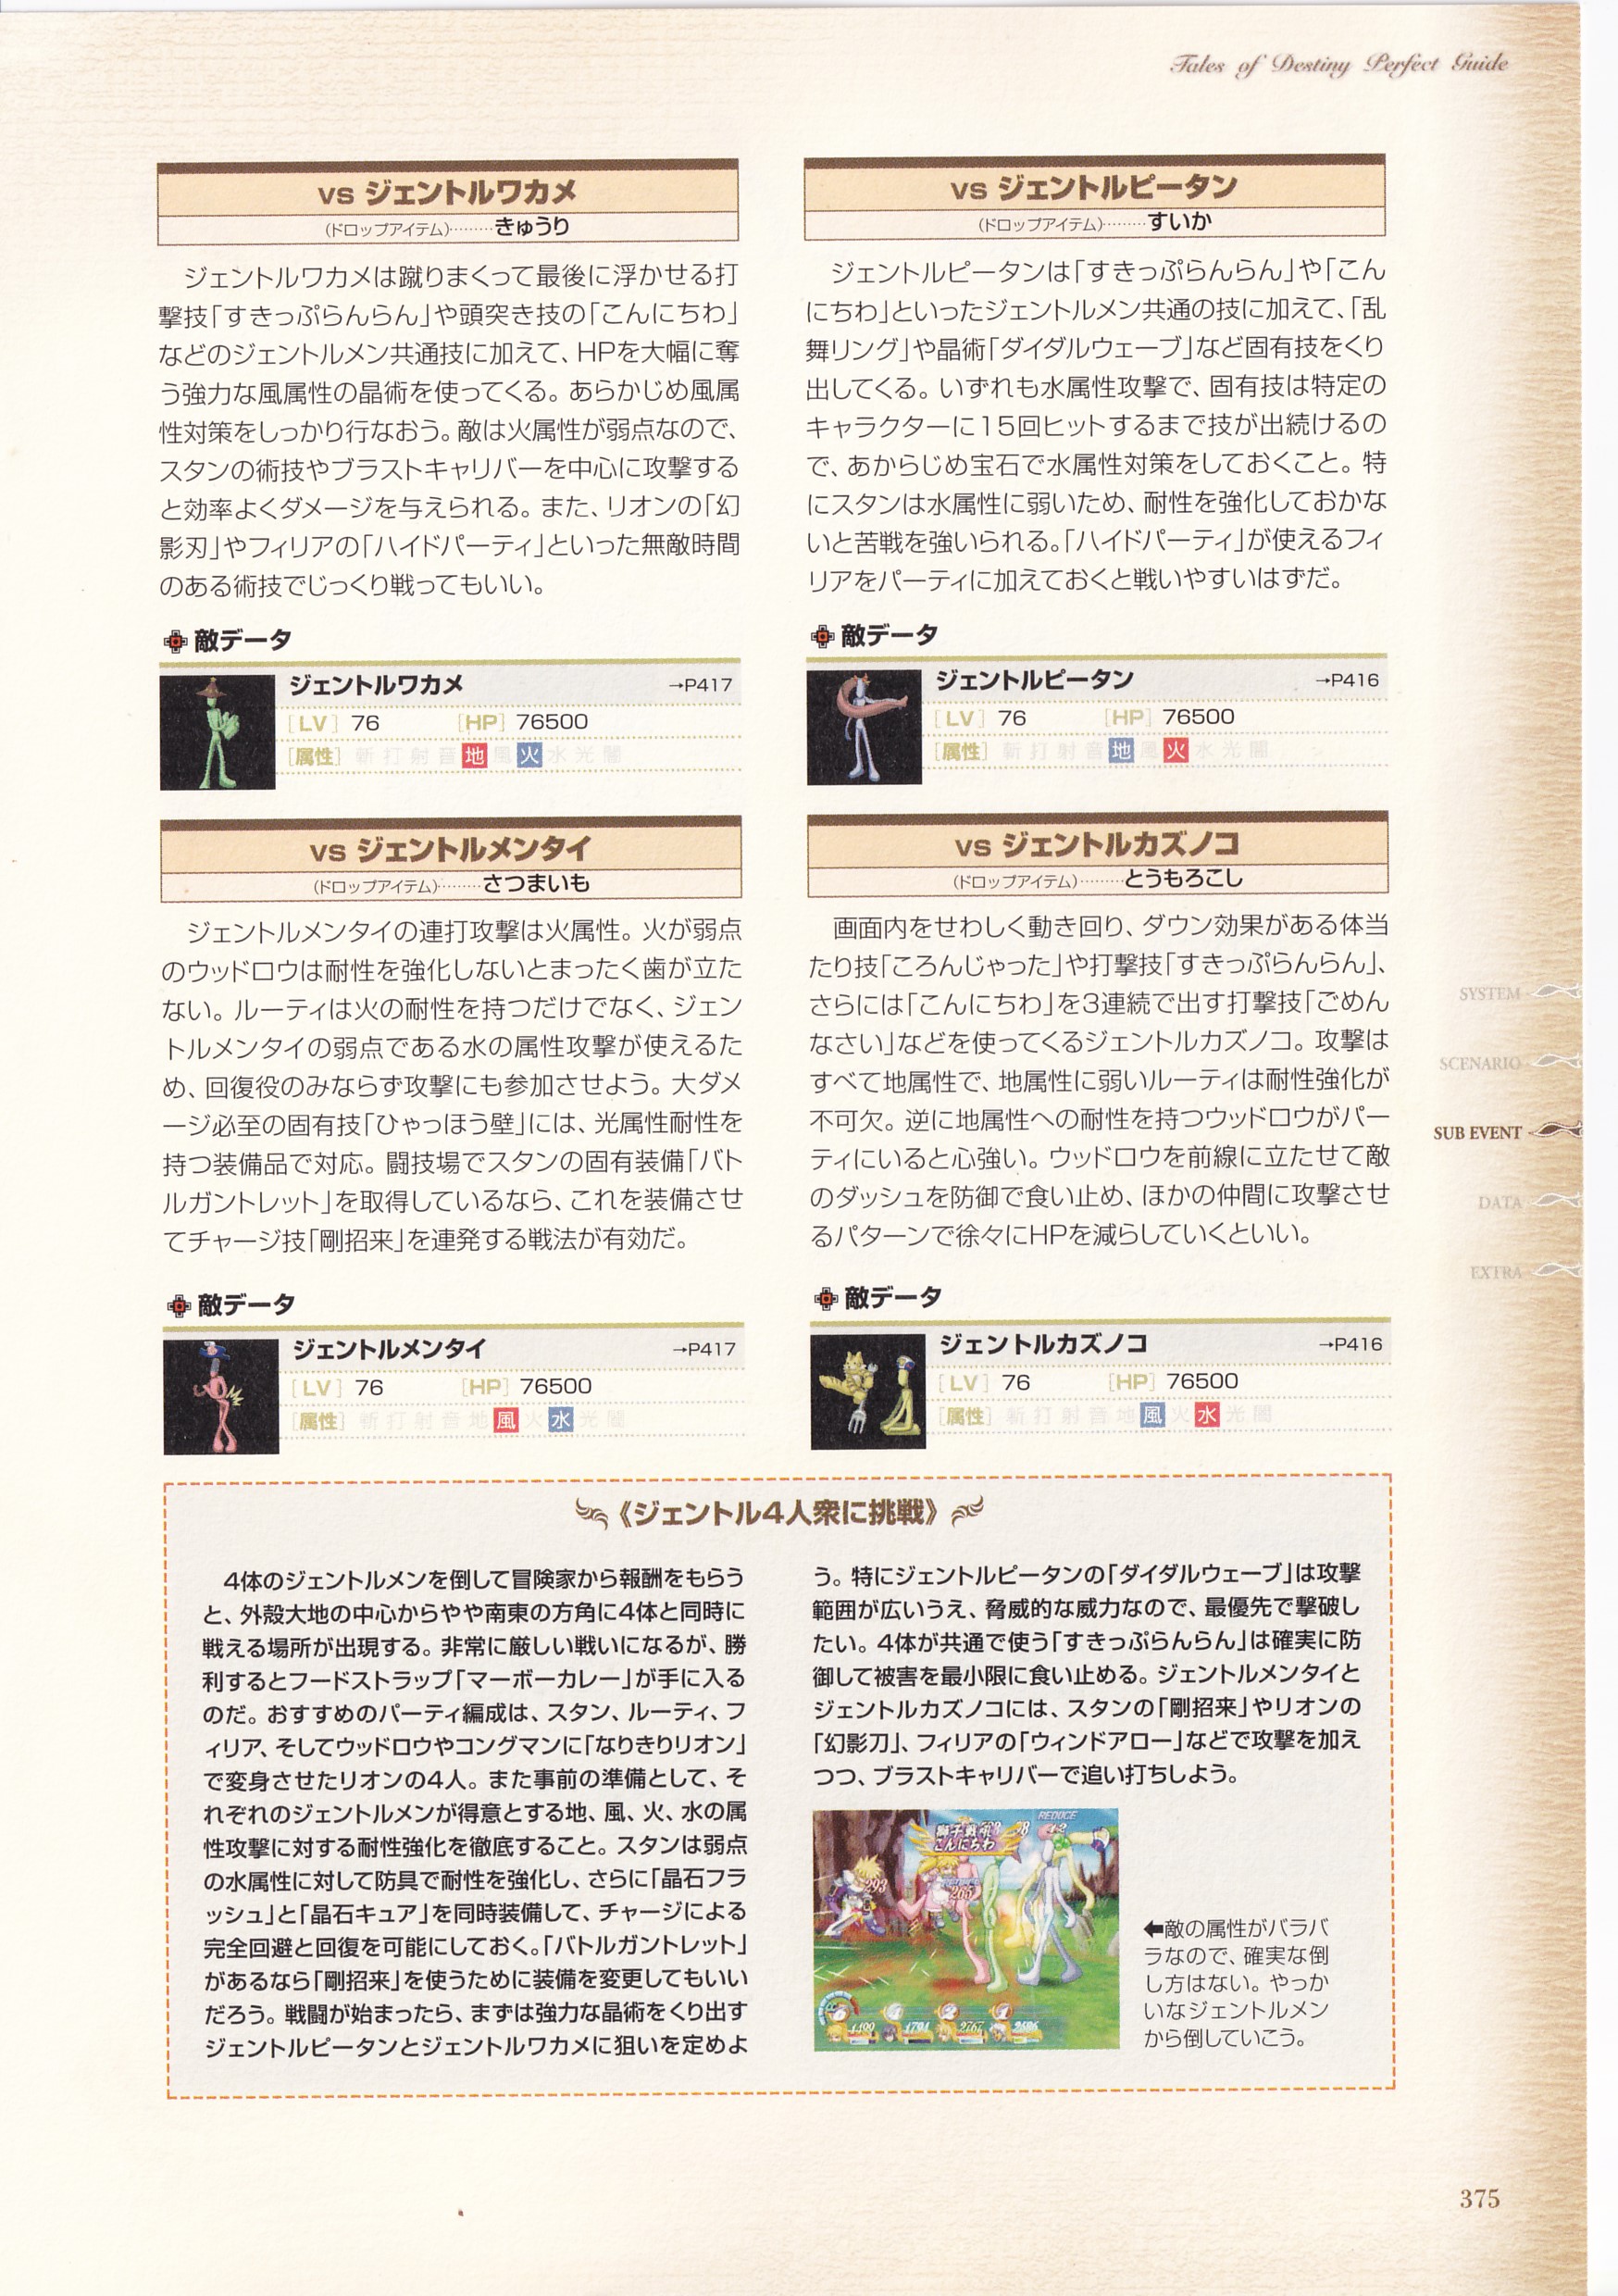 Tales of Destiny Perfect Guide
vs ジェントルワカメ
(ドロップアイテム)………きゅうり
ジェントルワカメは蹴りまくって最後に浮かせる打
撃技「すきっぷらんらん」や頭突き技の「こんにちわ」
などのジェントルメン共通技に加えて、HPを大幅に奪
う強力な風属性の晶術を使ってくる。あらかじめ風属
性対策をしっかり行なおう。敵は火属性が弱点なので、
スタンの術技やブラストキャリバーを中心に攻撃する
と効率よくダメージを与えられる。また、リオンの「幻
影刃」やフィリアの「ハイドパーティ」といった無敵時間
のある術技でじっくり戦ってもいい。
敵データ
ジェントルワカメ →P417
[LV] 76 [HP] 76500
[属性] 斬 打 射 音 地 風 火 水 光 闇
vs ジェントルピータン
(ドロップアイテム)………すいか
ジェントルピータンは「すきっぷらんらん」や「こん
にちわ」といったジェントルメン共通の技に加えて、「乱
舞リング」や晶術「ダイダルウェーブ」など固有技をくり
出してくる。いずれも水属性攻撃で、固有技は特定の
キャラクターに15回ヒットするまで技が出続けるの
で、あからじめ宝石で水属性対策をしておくこと。特
にスタンは水属性に弱いため、耐性を強化しておかな
いと苦戦を強いられる。「ハイドパーティ」が使えるフィ
リアをパーティに加えておくと戦いやすいはずだ。
敵データ
ジェントルピータン →P416
[LV] 76 [HP] 76500
[属性] 斬 打 射 音 地 風 火 水 光 闇
vs ジェントルメンタイ
(ドロップアイテム)………さつまいも
ジェントルメンタイの連打攻撃は火属性。火が弱点
のウッドロウは耐性を強化しないとまったく歯が立た
ない。ルーティは火の耐性を持つだけでなく、ジェン
トルメンタイの弱点である水の属性攻撃が使えるた
め、回復役のみならず攻撃にも参加させよう。大ダメ
ージ必至の固有技「ひゃっほう壁」には、光属性耐性を
持つ装備品で対応。闘技場でスタンの固有装備「バト
ルガントレット」を取得しているなら、これを装備させ
てチャージ技「剛招来」を連発する戦法が有効だ。
敵データ
ジェントルメンタイ →P417
[LV] 76 [HP] 76500
[属性] 斬 打 射 音 地 風 火 水 光 闇
vs ジェントルカズノコ
(ドロップアイテム)………とうもろこし
画面内をせわしく動き回り、ダウン効果がある体当
たり技「ころんじゃった」や打撃技「すきっぷらんらん」、
さらには「こんにちわ」を3連続で出す打撃技「ごめん
なさい」などを使ってくるジェントルカズノコ。攻撃は
すべて地属性で、地属性に弱いルーティは耐性強化が
不可欠。逆に地属性への耐性を持つウッドロウがパー
ティにいると心強い。ウッドロウを前線に立たせて敵
のダッシュを防御で食い止め、ほかの仲間に攻撃させ
るパターンで徐々にHPを減らしていくといい。
敵データ
ジェントルカズノコ →P416
[LV] 76 [HP] 76500
[属性] 斬 打 射 音 地 風 火 水 光 闇
SYSTEM
SCENARIO
SUB EVENT
DATA
EXTRA
《ジェントル4人衆に挑戦》
4体のジェントルメンを倒して冒険家から報酬をもらう
と、外殻大地の中心からやや南東の方角に4体と同時に
戦える場所が出現する。非常に厳しい戦いになるが、勝
利するとフードストラップ「マーボーカレー」が手に入る
のだ。おすすめのパーティ編成は、スタン、ルーティ、フ
ィリア、そしてウッドロウやコングマンに「なりきりリオン」
で変身させたリオンの4人。また事前の準備として、そ
れぞれのジェントルメンが得意とする地、風、火、水の属
性攻撃に対する耐性強化を徹底すること。スタンは弱点
の水属性に対して防具で耐性を強化し、さらに「晶石フラ
ッシュ」と「晶石キュア」を同時装備して、チャージによる
完全回避と回復を可能にしておく。「バトルガントレット」
があるなら「剛招来」を使うために装備を変更してもいい
だろう。戦闘が始まったら、まずは強力な晶術をくり出す
ジェントルピータンとジェントルワカメに狙いを定めよ
う。特にジェントルピータンの「ダイダルウェーブ」は攻撃
範囲が広いうえ、脅威的な威力なので、最優先で撃破し
たい。4体が共通で使う「すきっぷらんらん」は確実に防
御して被害を最小限に食い止める。ジェントルメンタイと
ジェントルカズノコには、スタンの「剛招来」やリオンの
「幻影刀」、フィリアの「ウィンドアロー」などで攻撃を加え
つつ、ブラストキャリバーで追い打ちしよう。
REDUCE
獅子戦吼
こんにちわ
293
265
1499 1794 2767
←敵の属性がバラバ
ラなので、確実な倒
し方はない。やっか
いなジェントルメン
から倒していこう。
375